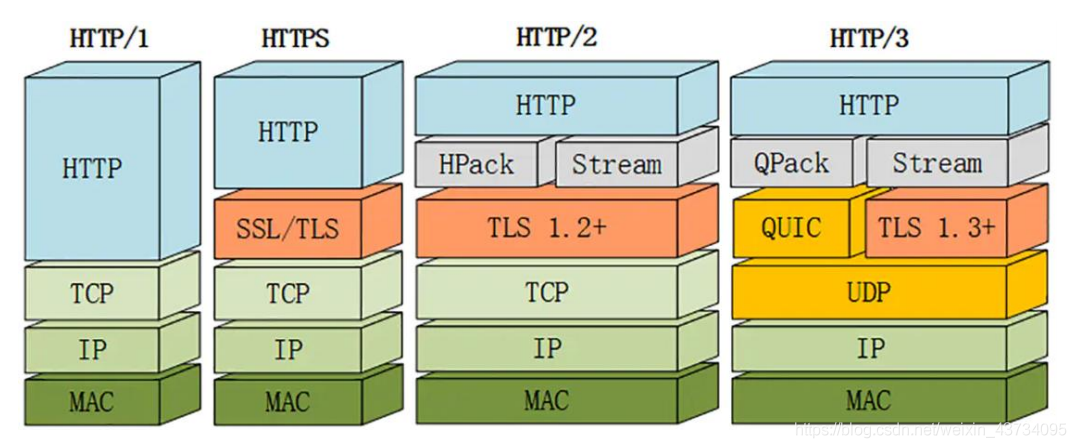 HTTP/1
HTTPS
HTTP/2
HTTP/3
HTTP
HTTP
HTTP
HTTP
HPack
Stream
QPack
Stream
SSL/TLS
TLS 1.2+
QUIC
TLS 1.3+
TCP
TCP
TCP
UDP
IP
IP
IP
IP
MAC
MAC
MAC
MAC
https://blog.csdn.net/weixin_43734095